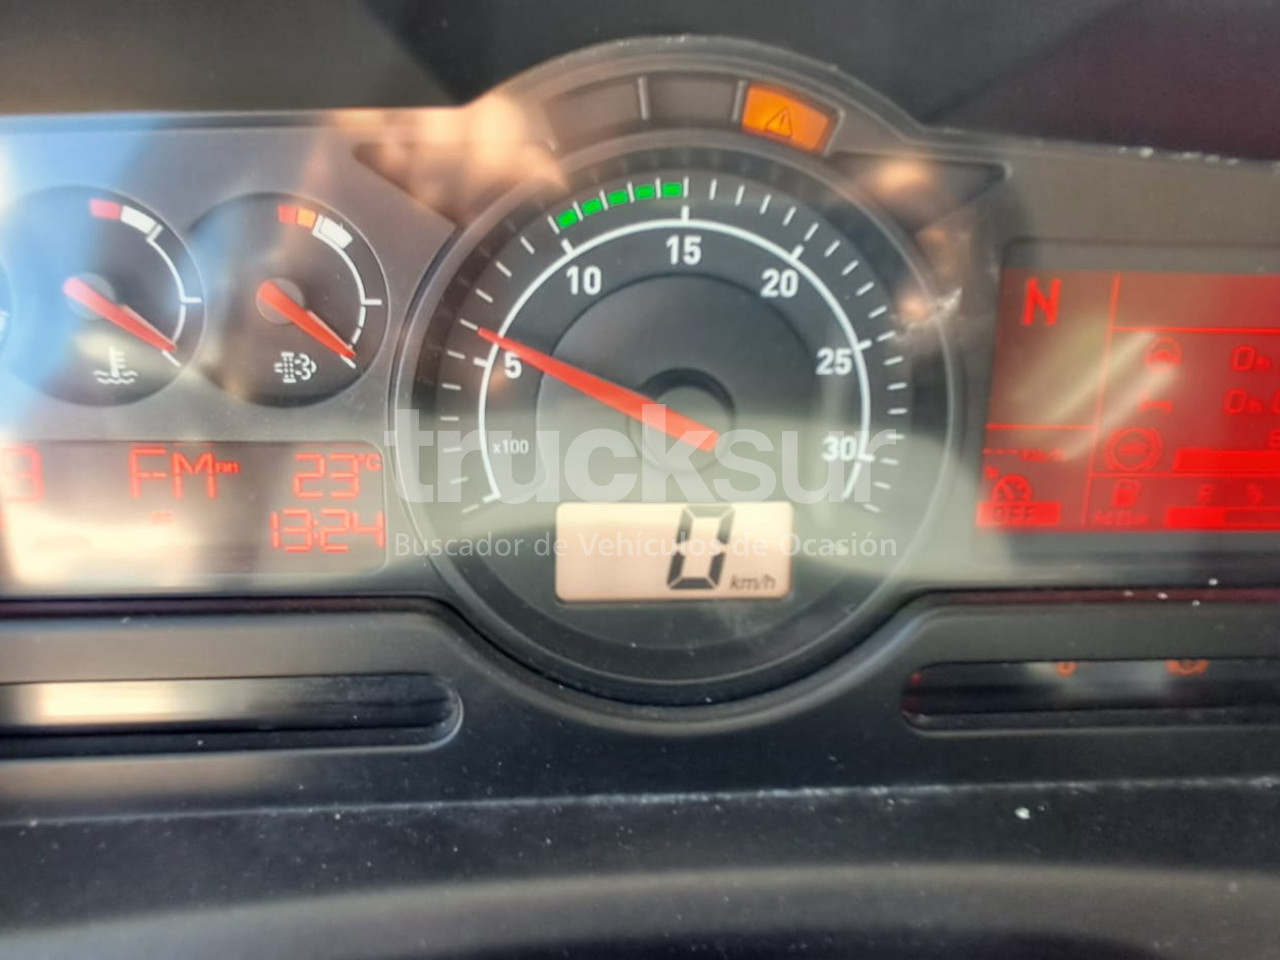 15
10
20
5
25
x100
30
N
FM FM1 23°C
13:24
0 km/h
OFF
trucksur
Buscador de Vehículos de Ocasión